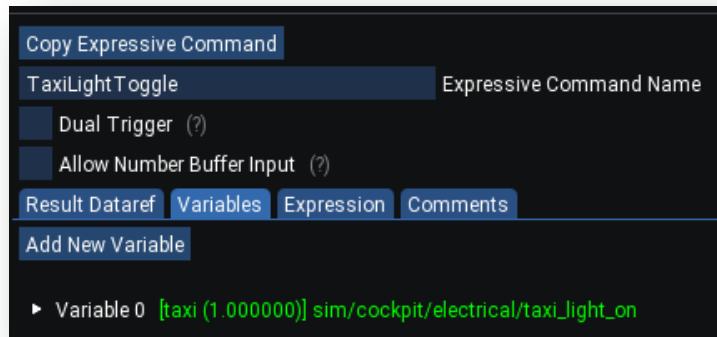 Copy Expressive Command
TaxiLightToggle Expressive Command Name
Dual Trigger (?)
Allow Number Buffer Input (?)
Result Dataref Variables Expression Comments
Add New Variable
Variable 0 [taxi (1.000000)] sim/cockpit/electrical/taxi_light_on